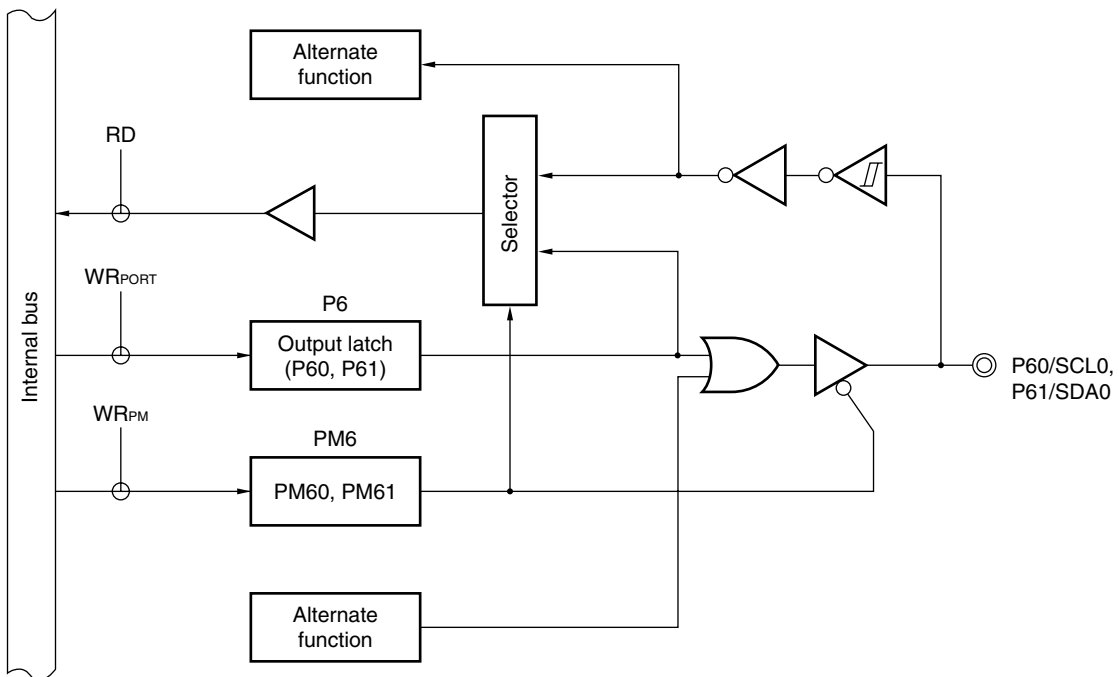 Alternate
function
RD
Selector
WRPORT
P6
Output latch
(P60, P61)
Internal bus
P60/SCL0,
P61/SDA0
WRPM
PM6
PM60, PM61
Alternate
function